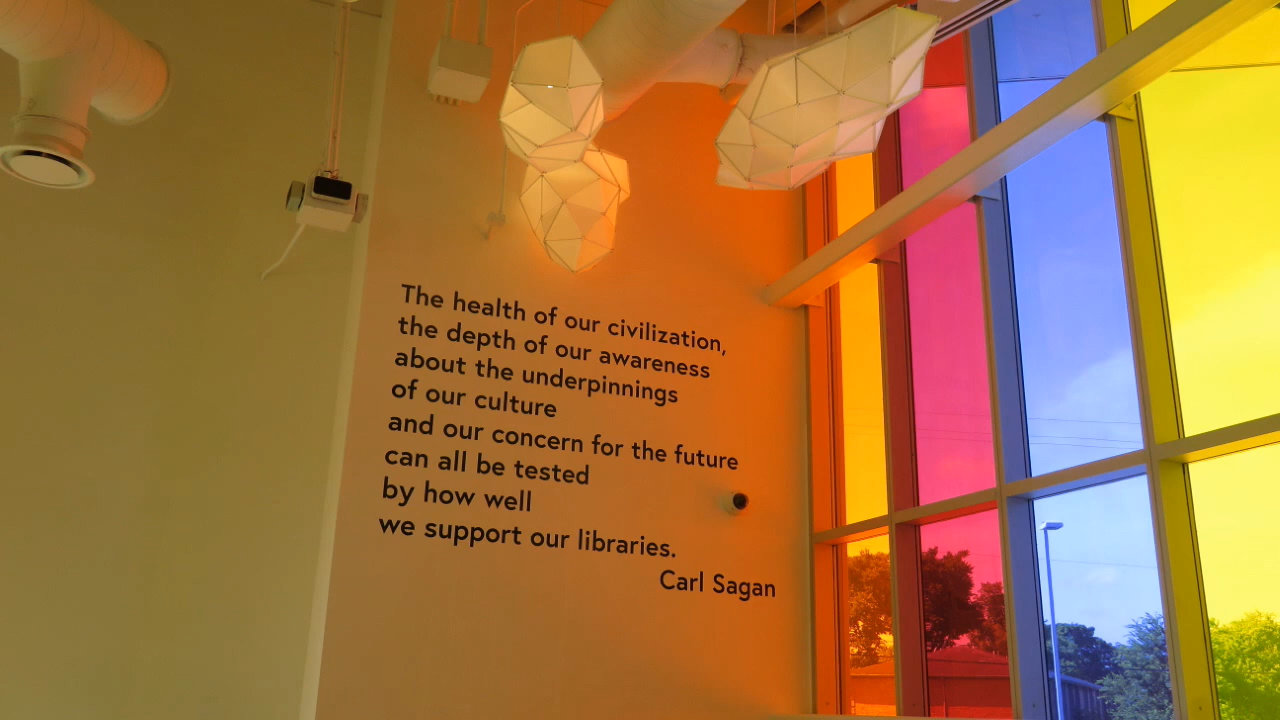 The health of our civilization,
the depth of our awareness
about the underpinnings
of our culture
and our concern for the future
can all be tested
by how well
we support our libraries.
Carl Sagan